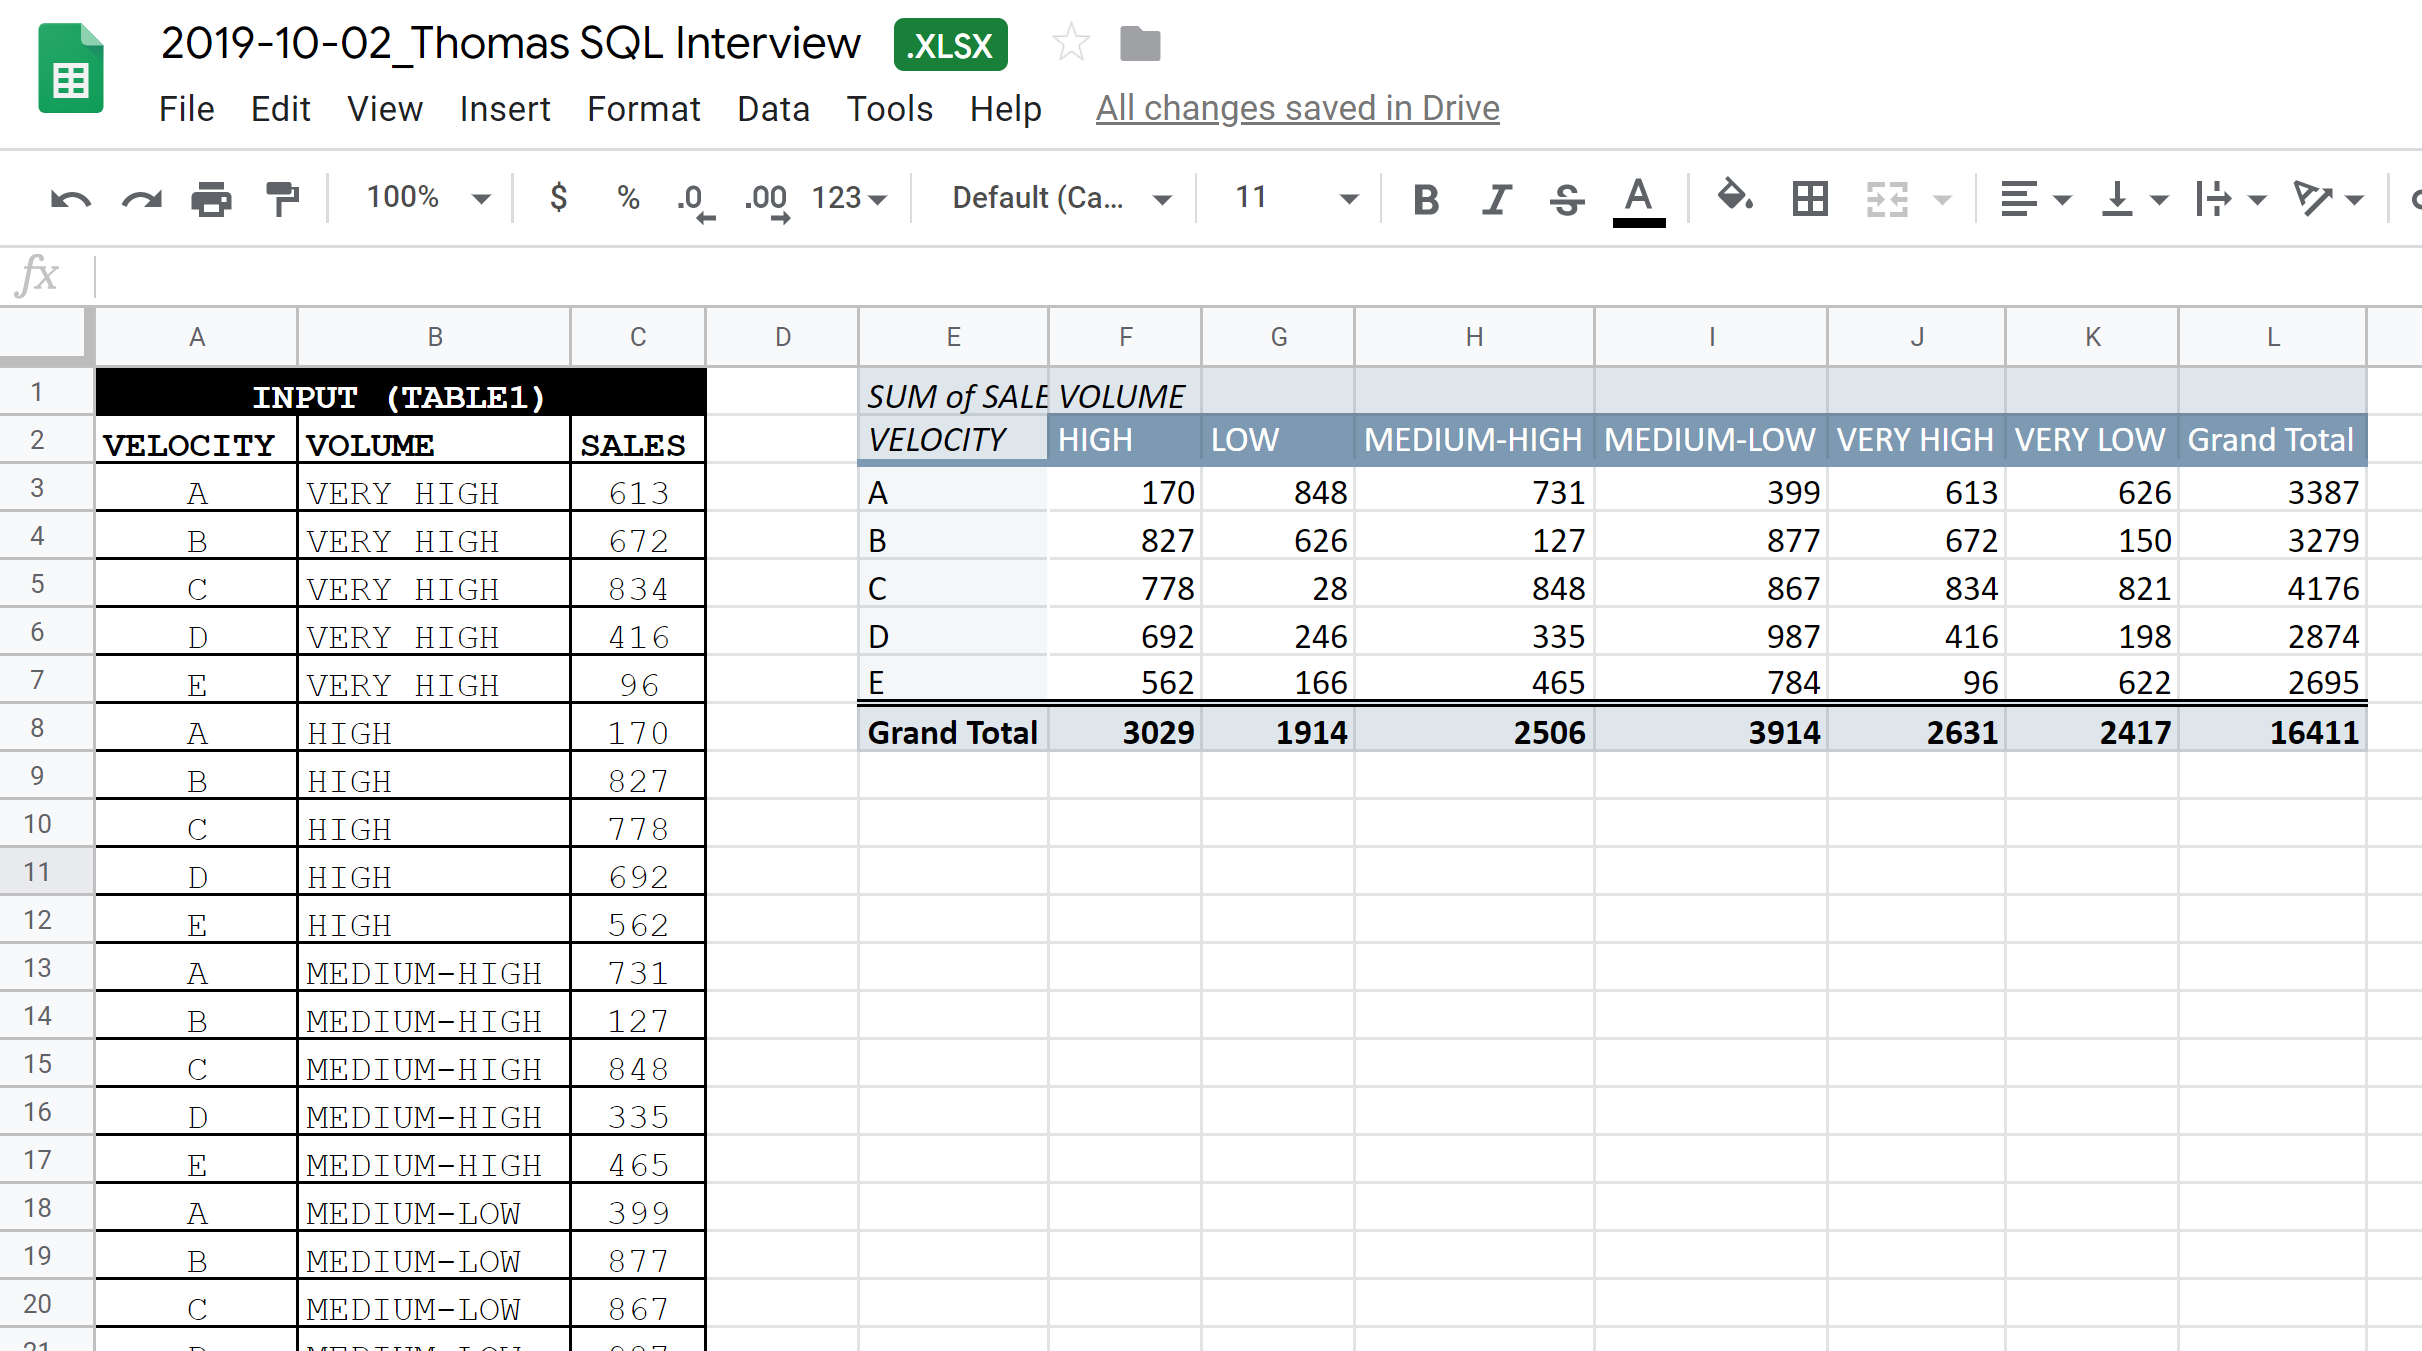 2019-10-02_Thomas SQL Interview .XLSX
File Edit View Insert Format Data Tools Help All changes saved in Drive
100% $ % .0 .00 123 Default (Ca... 11 B I S A
fx
A B C D E F G H I J K L
1 INPUT (TABLE1) SUM of SALE VOLUME
2 VELOCITY VOLUME SALES VELOCITY HIGH LOW MEDIUM-HIGH MEDIUM-LOW VERY HIGH VERY LOW Grand Total
3 A VERY HIGH 613 A 170 848 731 399 613 626 3387
4 B VERY HIGH 672 B 827 626 127 877 672 150 3279
5 C VERY HIGH 834 C 778 28 848 867 834 821 4176
6 D VERY HIGH 416 D 692 246 335 987 416 198 2874
7 E VERY HIGH 96 E 562 166 465 784 96 622 2695
8 A HIGH 170 Grand Total 3029 1914 2506 3914 2631 2417 16411
9 B HIGH 827
10 C HIGH 778
11 D HIGH 692
12 E HIGH 562
13 A MEDIUM-HIGH 731
14 B MEDIUM-HIGH 127
15 C MEDIUM-HIGH 848
16 D MEDIUM-HIGH 335
17 E MEDIUM-HIGH 465
18 A MEDIUM-LOW 399
19 B MEDIUM-LOW 877
20 C MEDIUM-LOW 867